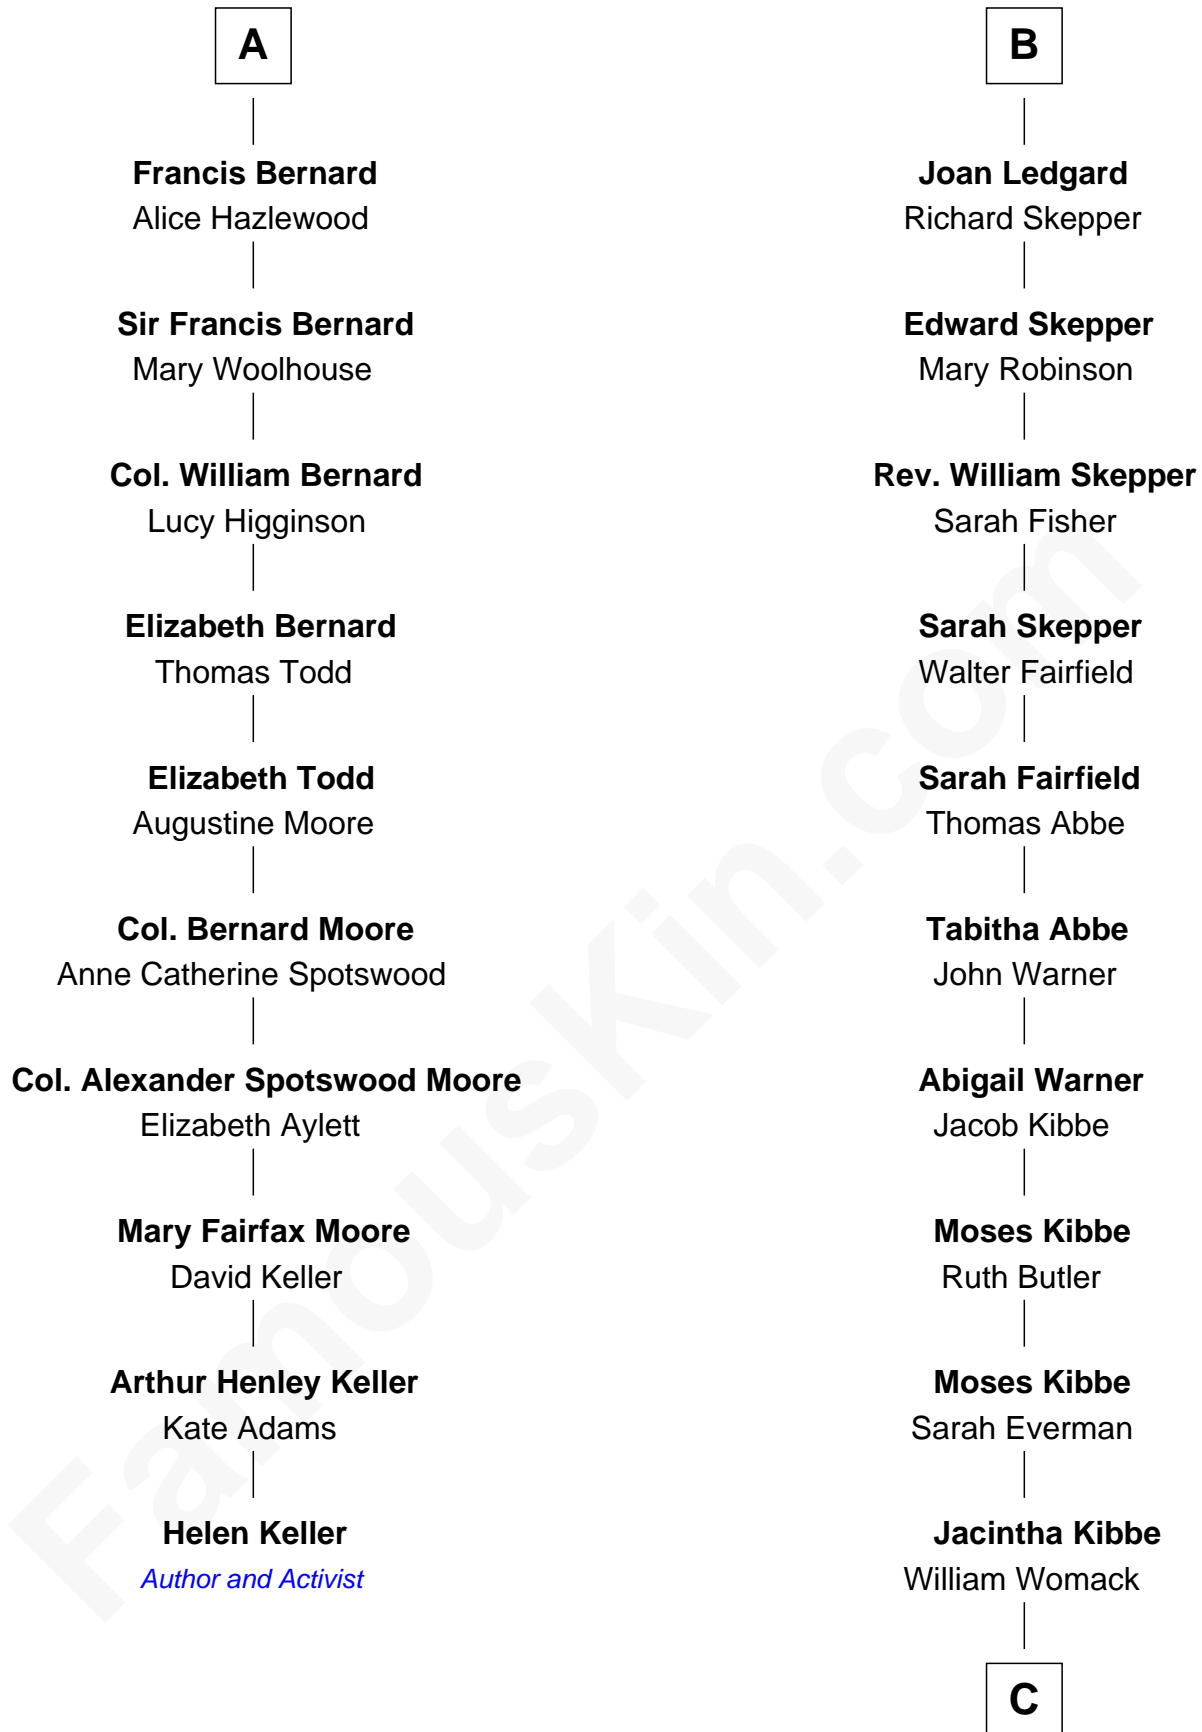 A
Francis Bernard
Alice Hazlewood
Sir Francis Bernard
Mary Woolhouse
Col. William Bernard
Lucy Higginson
Elizabeth Bernard
Thomas Todd
Elizabeth Todd
Augustine Moore
Col. Bernard Moore
Anne Catherine Spotswood
Col. Alexander Spotswood Moore
Elizabeth Aylett
Mary Fairfax Moore
David Keller
Arthur Henley Keller
Kate Adams
Helen Keller
Author and Activist
B
Joan Ledgard
Richard Skepper
Edward Skepper
Mary Robinson
Rev. William Skepper
Sarah Fisher
Sarah Skepper
Walter Fairfield
Sarah Fairfield
Thomas Abbe
Tabitha Abbe
John Warner
Abigail Warner
Jacob Kibbe
Moses Kibbe
Ruth Butler
Moses Kibbe
Sarah Everman
Jacintha Kibbe
William Womack
C
FamousKin.com